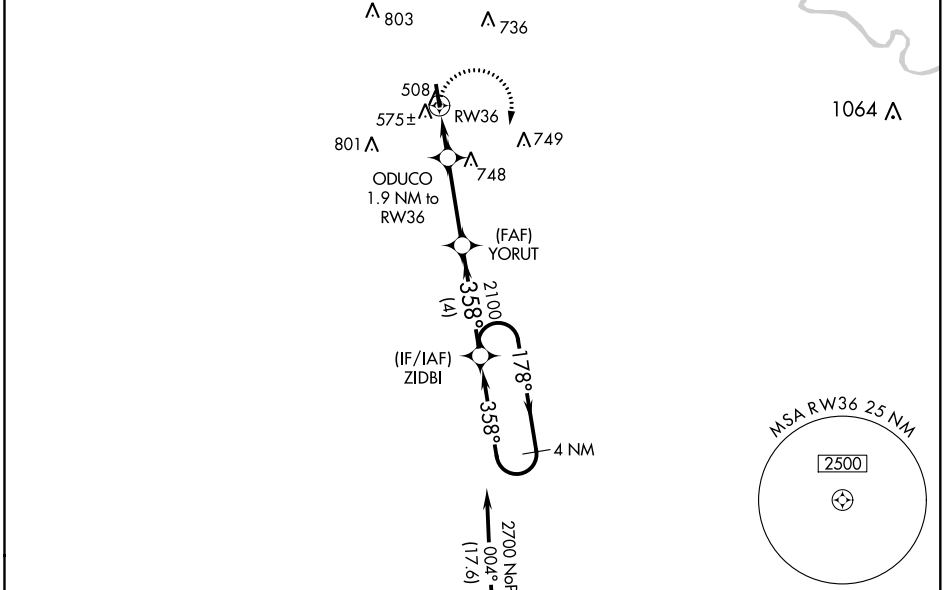 803
736
508
575±
RW36
1064
801
749
748
ODUCO
1.9 NM to
RW36
(FAF)
YORUT
2100
358°
(4)
(IF/IAF)
ZIDBI
178°
358°
4 NM
MSA RW36 25 NM
2500
2700
004°
(17.6)